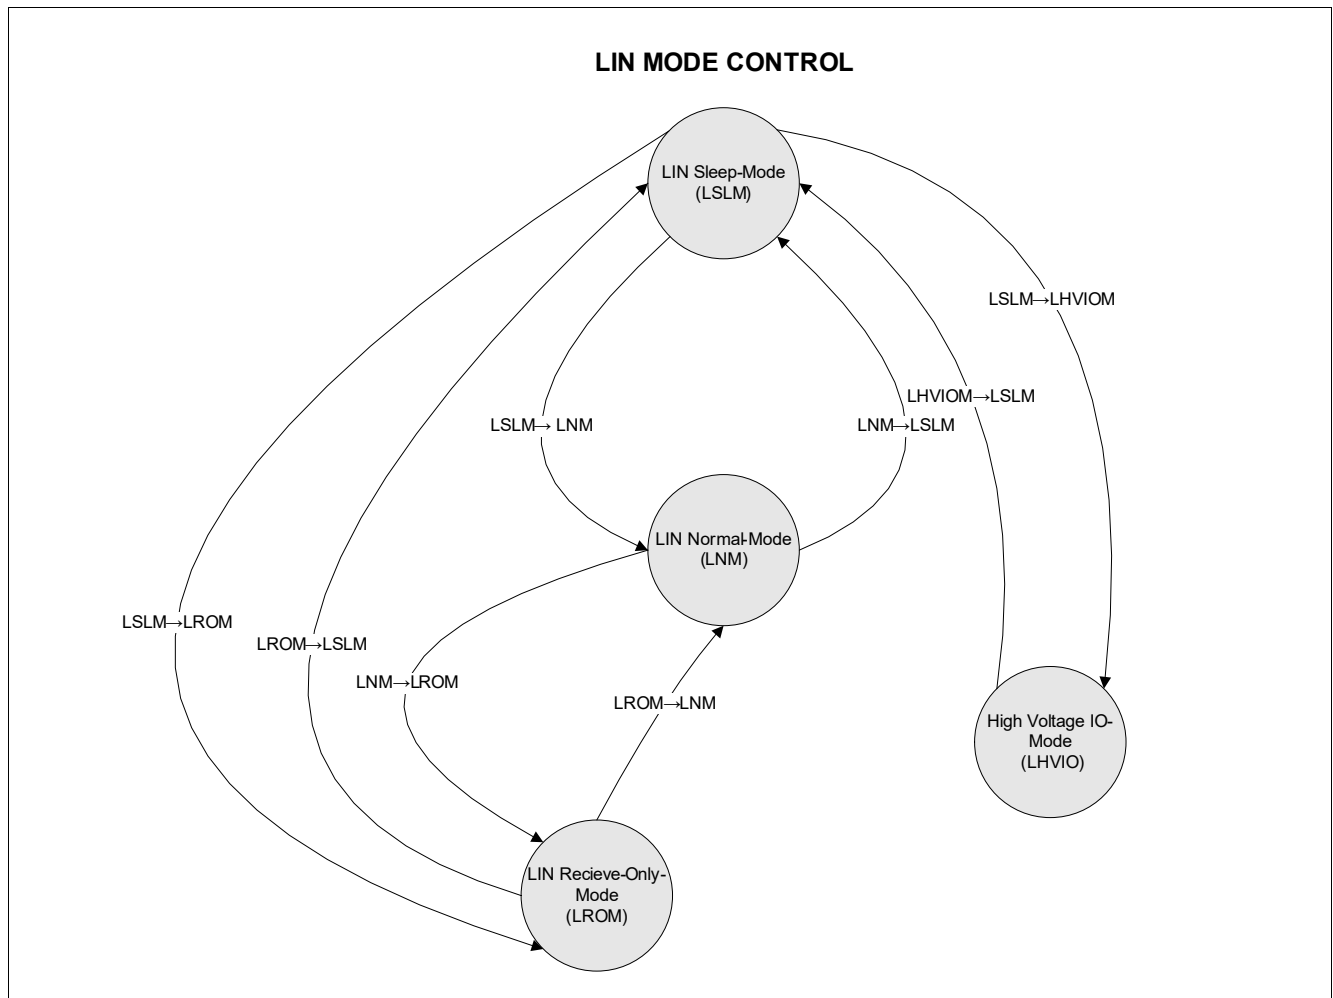 LIN MODE CONTROL
LIN Sleep-Mode
(LSLM)
LSLM→LHVIOM
LHVIOM→LSLM
LSLM→ LNM
LNM→LSLM
LIN Normal-Mode
(LNM)
LSLM→LROM
LROM→LSLM
LNM→LROM
LROM→LNM
High Voltage IO-
Mode
(LHVIO)
LIN Recieve-Only-
Mode
(LROM)